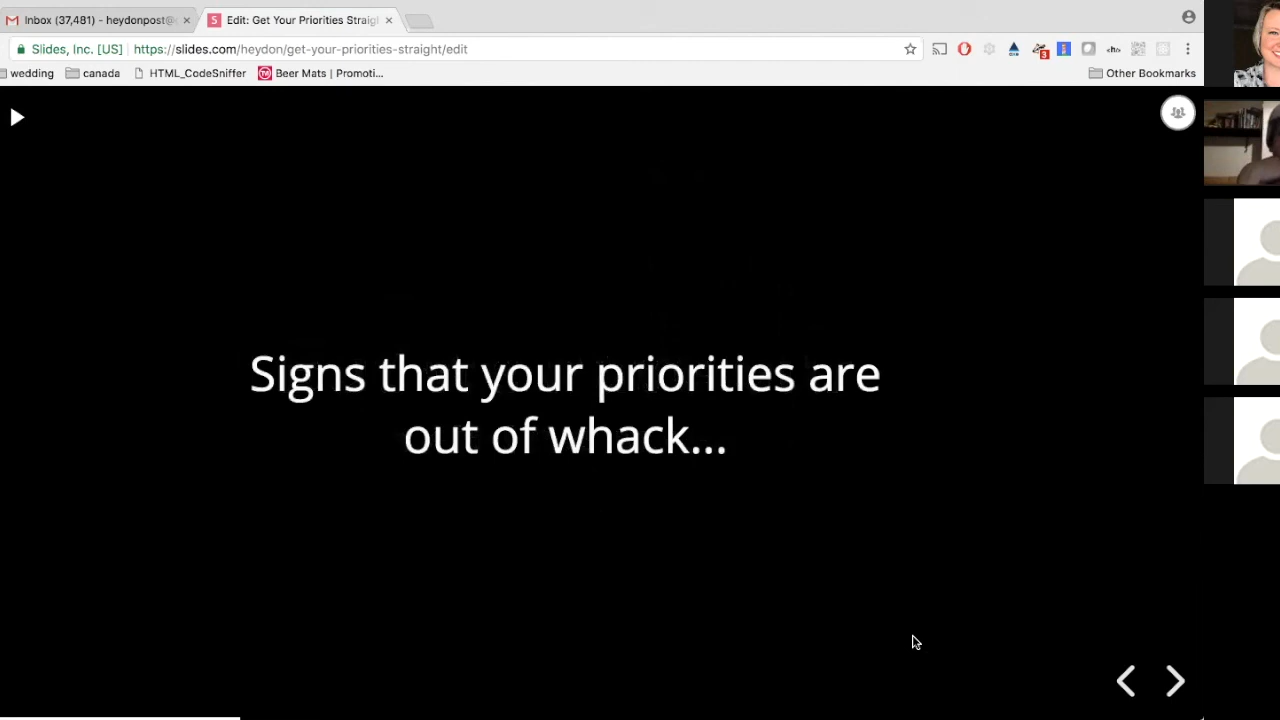 Inbox (37,481) - heydonpost@
Edit: Get Your Priorities Straig
Slides, Inc. [US]
https://slides.com/heydon/get-your-priorities-straight/edit
wedding
canada
HTML_CodeSniffer
Beer Mats | Promoti...
Other Bookmarks
Signs that your priorities are
out of whack...